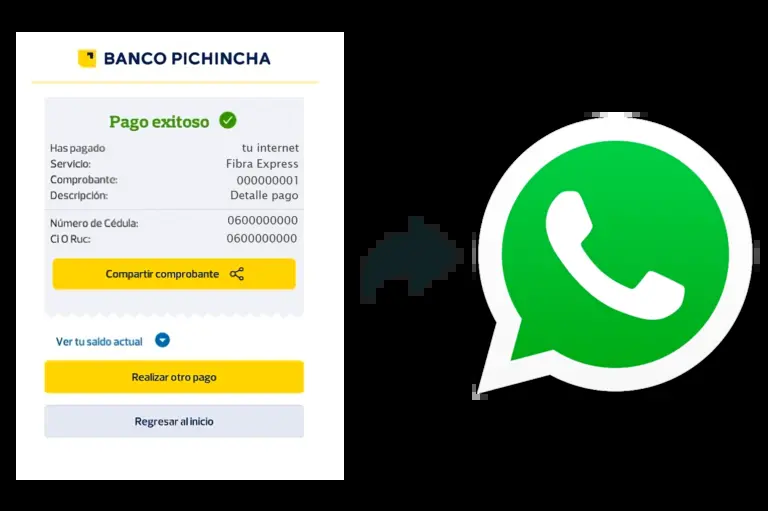 BANCO PICHINCHA
Pago exitoso
Has pagado tu internet
Servicio: Fibra Express
Comprobante: 000000001
Descripción: Detalle pago
Número de Cédula: 0600000000
CI O Ruc: 0600000000
Compartir comprobante
Ver tu saldo actual
Realizar otro pago
Regresar al inicio